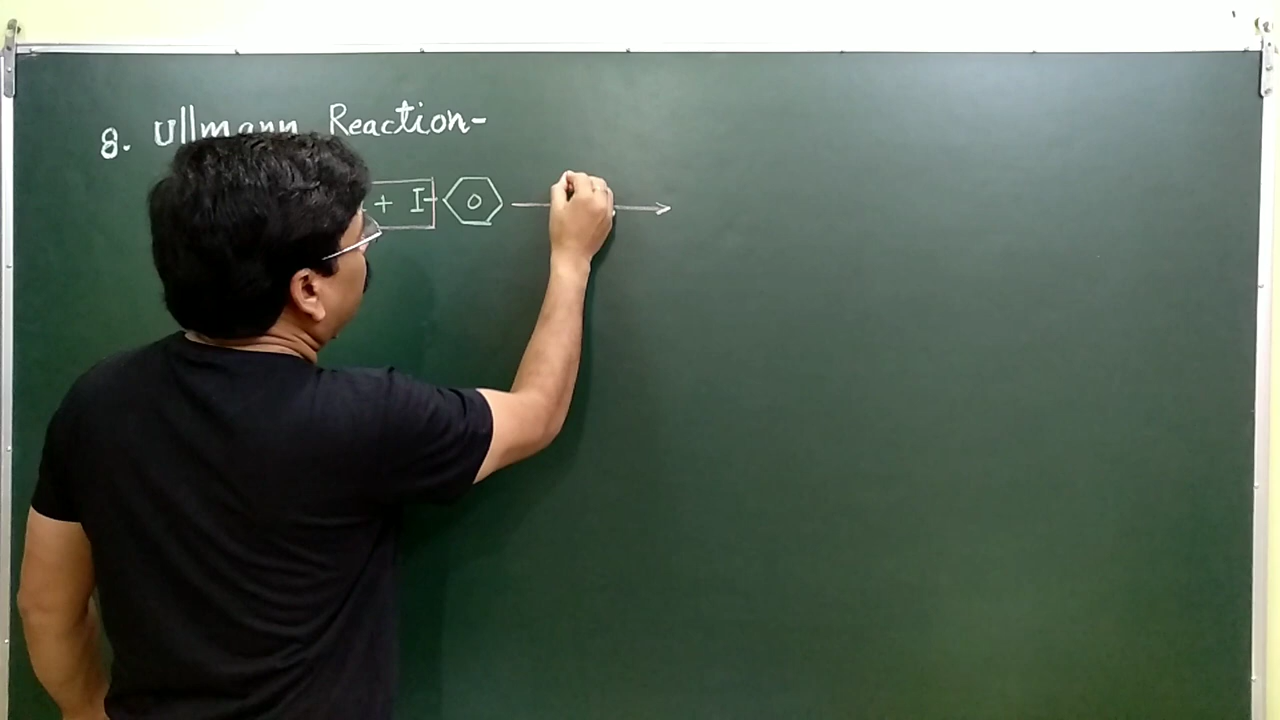 8. Ullmann Reaction-
+ I-